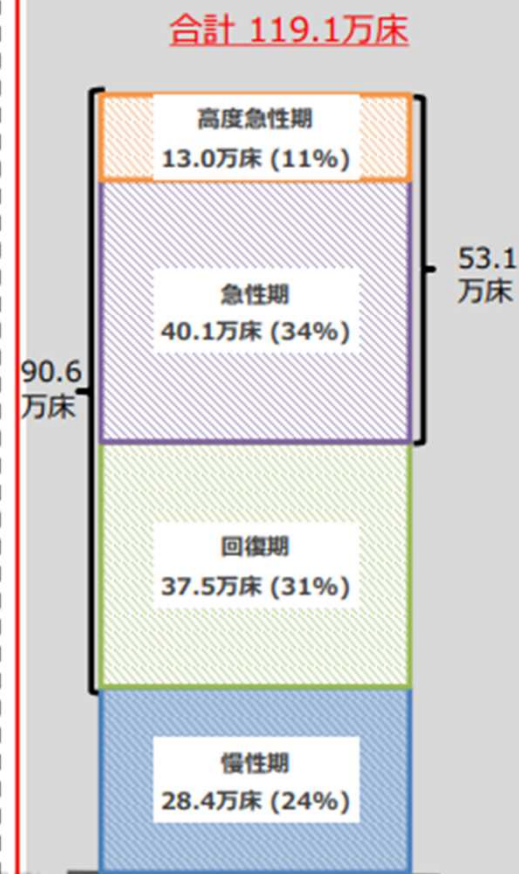 合計 119.1万床
高度急性期
13.0万床 (11%)
53.1
万床
急性期
40.1万床 (34%)
90.6
万床
回復期
37.5万床 (31%)
慢性期
28.4万床 (24%)